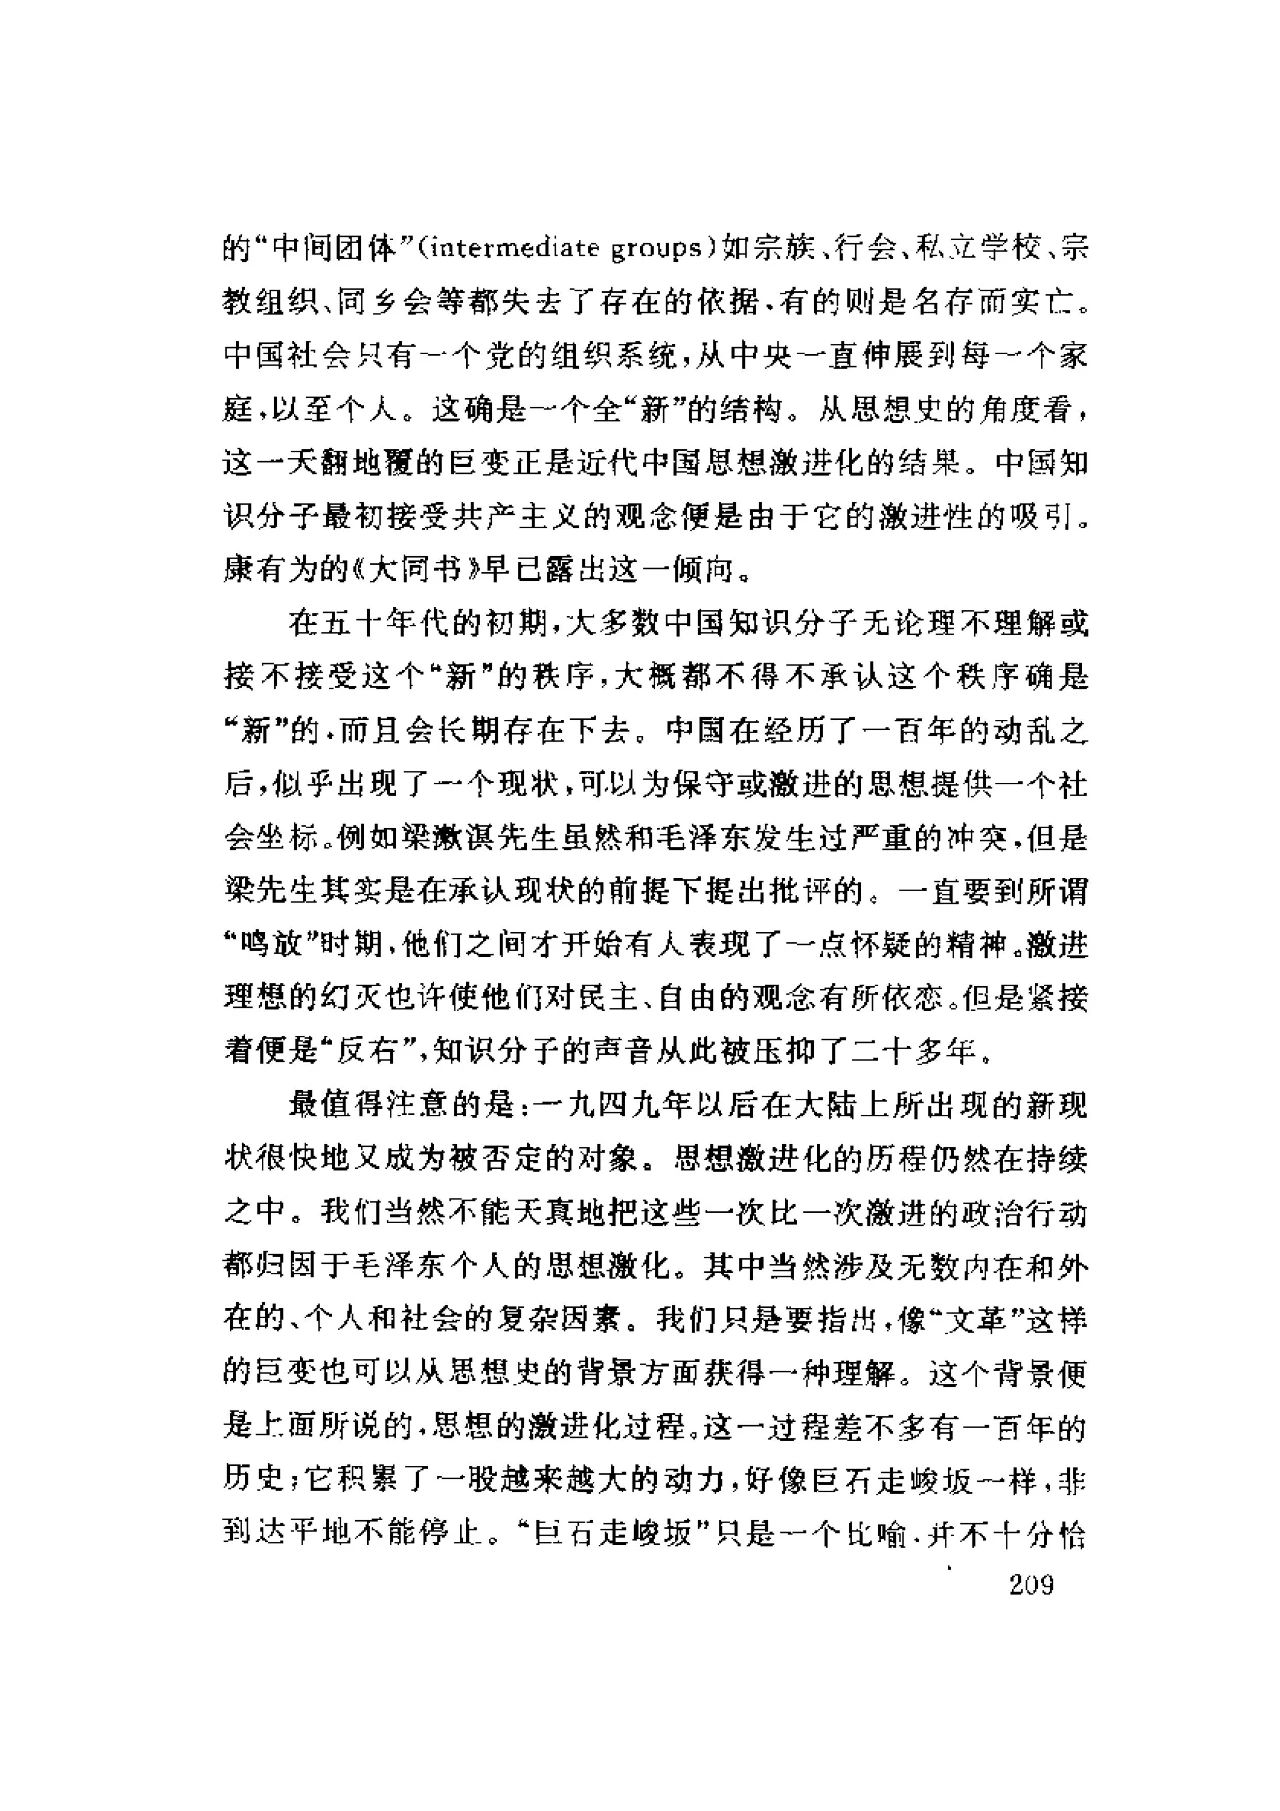 的“中间团体”(intermediate groups)如宗族、行会、私立学校、宗
教组织、同乡会等都失去了存在的依据，有的则是名存而实亡。
中国社会只有一个党的组织系统，从中央一直伸展到每一个家
庭，以至个人。这确是一个全“新”的结构。从思想史的角度看，
这一天翻地覆的巨变正是近代中国思想激进化的结果。中国知
识分子最初接受共产主义的观念便是由于它的激进性的吸引。
康有为的《大同书》早已露出这一倾向。
在五十年代的初期，大多数中国知识分子无论理不理解或
接不接受这个“新”的秩序，大概都不得不承认这个秩序确是
“新”的，而且会长期存在下去。中国在经历了一百年的动乱之
后，似乎出现了一个现状，可以为保守或激进的思想提供一个社
会坐标。例如梁漱溟先生虽然和毛泽东发生过严重的冲突，但是
梁先生其实是在承认现状的前提下提出批评的。一直要到所谓
“鸣放”时期，他们之间才开始有人表现了一点怀疑的精神。激进
理想的幻灭也许使他们对民主、自由的观念有所依恋。但是紧接
着便是“反右”，知识分子的声音从此被压抑了二十多年。
最值得注意的是：一九四九年以后在大陆上所出现的新现
状很快地又成为被否定的对象。思想激进化的历程仍然在持续
之中。我们当然不能天真地把这些一次比一次激进的政治行动
都归因于毛泽东个人的思想激化。其中当然涉及无数内在和外
在的、个人和社会的复杂因素。我们只是要指出，像“文革”这样
的巨变也可以从思想史的背景方面获得一种理解。这个背景便
是上面所说的，思想的激进化过程。这一过程差不多有一百年的
历史；它积累了一股越来越大的动力，好像巨石走峻坂一样，非
到达平地不能停止。“巨石走峻坂”只是一个比喻，并不十分恰
209